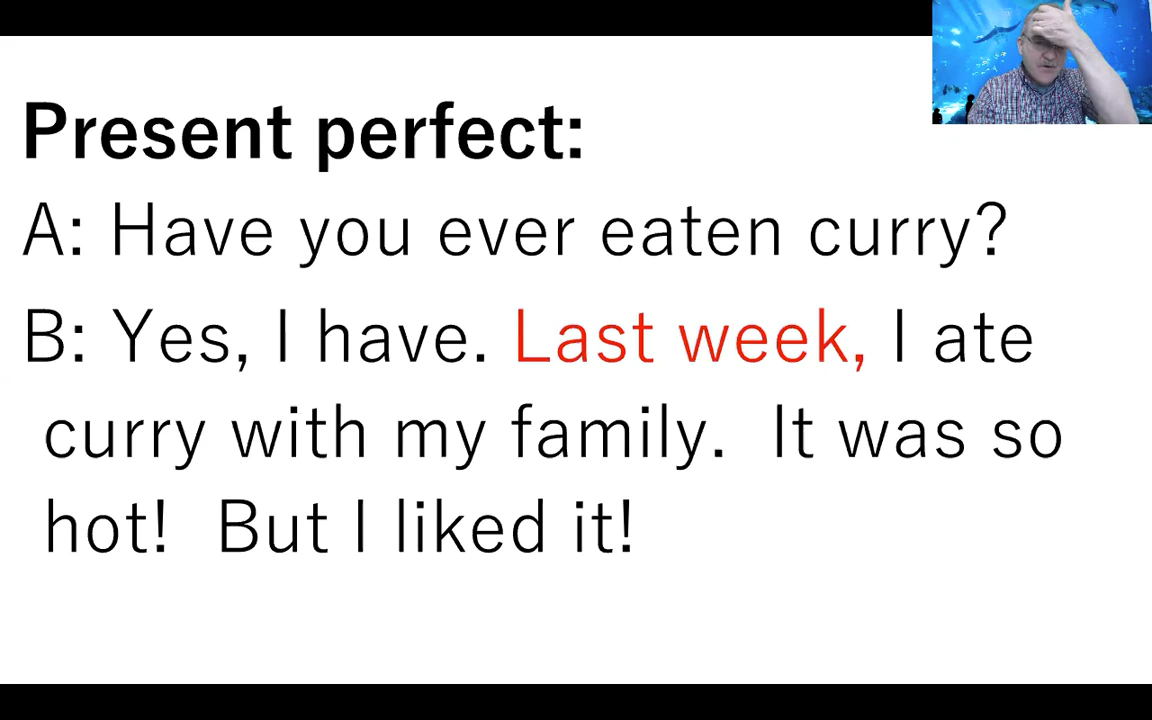 Present perfect:
A: Have you ever eaten curry?
B: Yes, I have. Last week, I ate
curry with my family. It was so
hot! But I liked it!